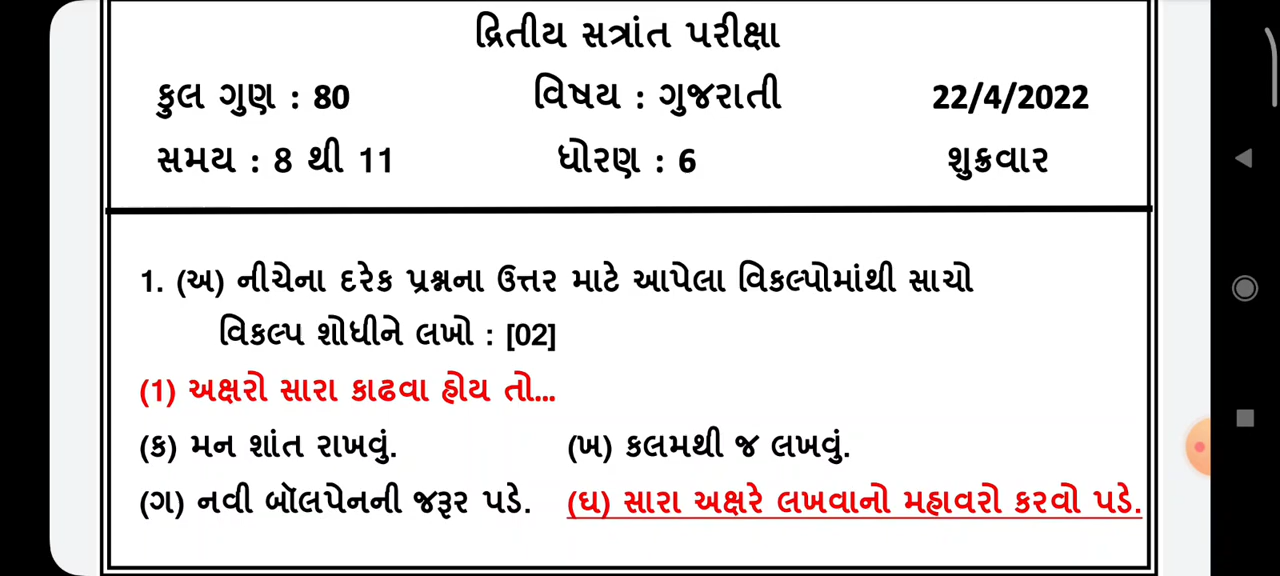 દ્રિતીય સત્રાંત પરીક્ષા
કુલ ગુણ : 80 વિષય : ગુજરાતી 22/4/2022
સમય : 8 થી 11 ધોરણ : 6 શુક્રવાર
1. (અ) નીચેના દરેક પ્રશ્નના ઉત્તર માટે આપેલા વિકલ્પોમાંથી સાચો
વિકલ્પ શોધીને લખો : [02]
(1) અક્ષરો સારા કાઢવા હોય તો...
(ક) મન શાંત રાખવું. (ખ) કલમથી જ લખવું.
(ગ) નવી બૉલપેનની જરૂર પડે. (ઘ) સારા અક્ષરે લખવાનો મહાવરો કરવો પડે.